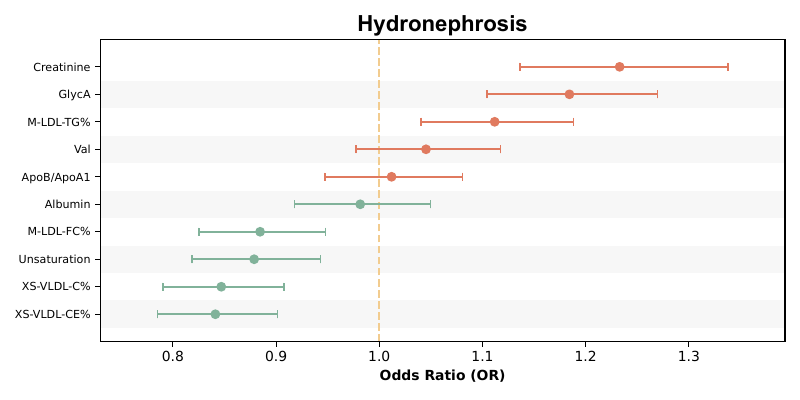 Hydronephrosis
Creatinine
GlycA
M-LDL-TG%
Val
ApoB/ApoA1
Albumin
M-LDL-FC%
Unsaturation
XS-VLDL-C%
XS-VLDL-CE%
0.8 0.9 1.0 1.1 1.2 1.3
Odds Ratio (OR)